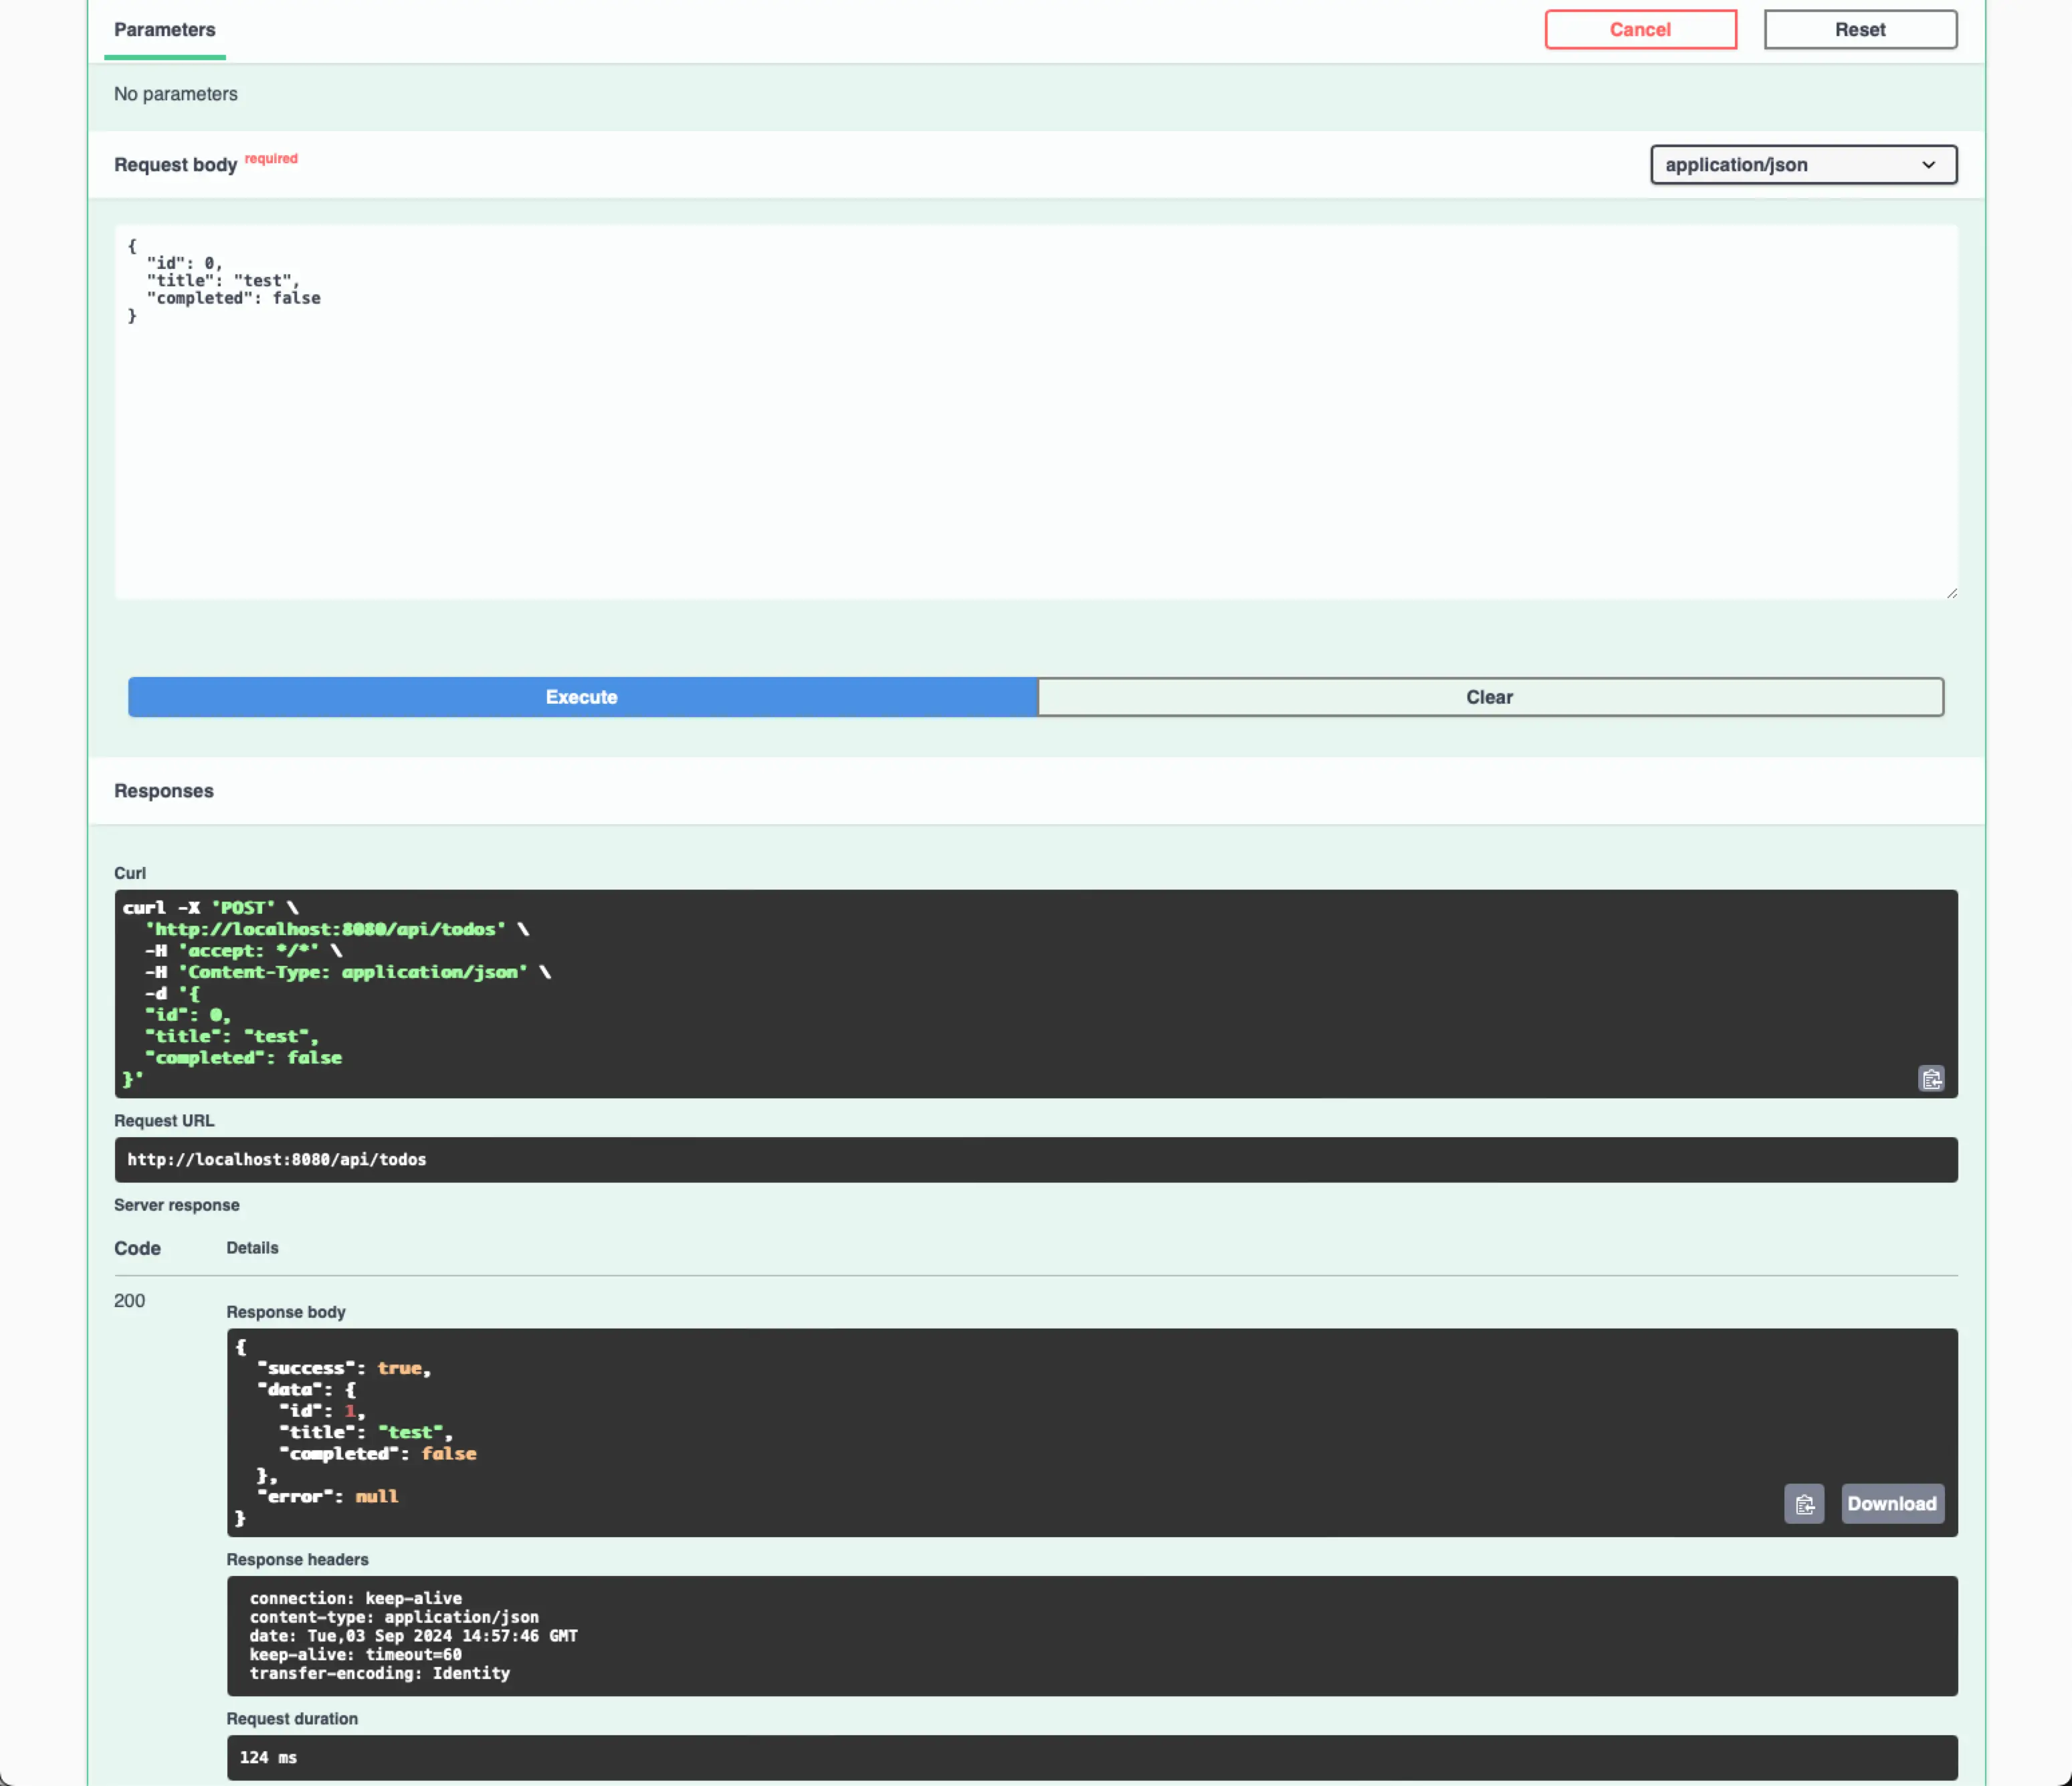 Parameters
Cancel
Reset
No parameters
Request body required
application/json
{
  "id": 0,
  "title": "test",
  "completed": false
}
Execute
Clear
Responses
Curl
curl -X 'POST' \
  'http://localhost:8080/api/todos' \
  -H 'accept: */*' \
  -H 'Content-Type: application/json' \
  -d '{
  "id": 0,
  "title": "test",
  "completed": false
}'
Request URL
http://localhost:8080/api/todos
Server response
Code Details
200
Response body
{
  "success": true,
  "data": {
    "id": 1,
    "title": "test",
    "completed": false
  },
  "error": null
}
Download
Response headers
connection: keep-alive
content-type: application/json
date: Tue,03 Sep 2024 14:57:46 GMT
keep-alive: timeout=60
transfer-encoding: Identity
Request duration
124 ms